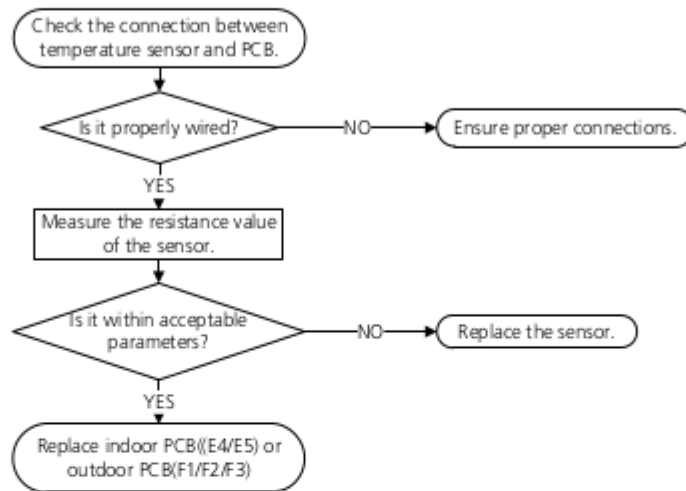 Check the connection between
temperature sensor and PCB.
Is it properly wired?
NO
Ensure proper connections.
YES
Measure the resistance value
of the sensor.
Is it within acceptable
parameters?
NO
Replace the sensor.
YES
Replace indoor PCB((E4/E5) or
outdoor PCB(F1/F2/F3)